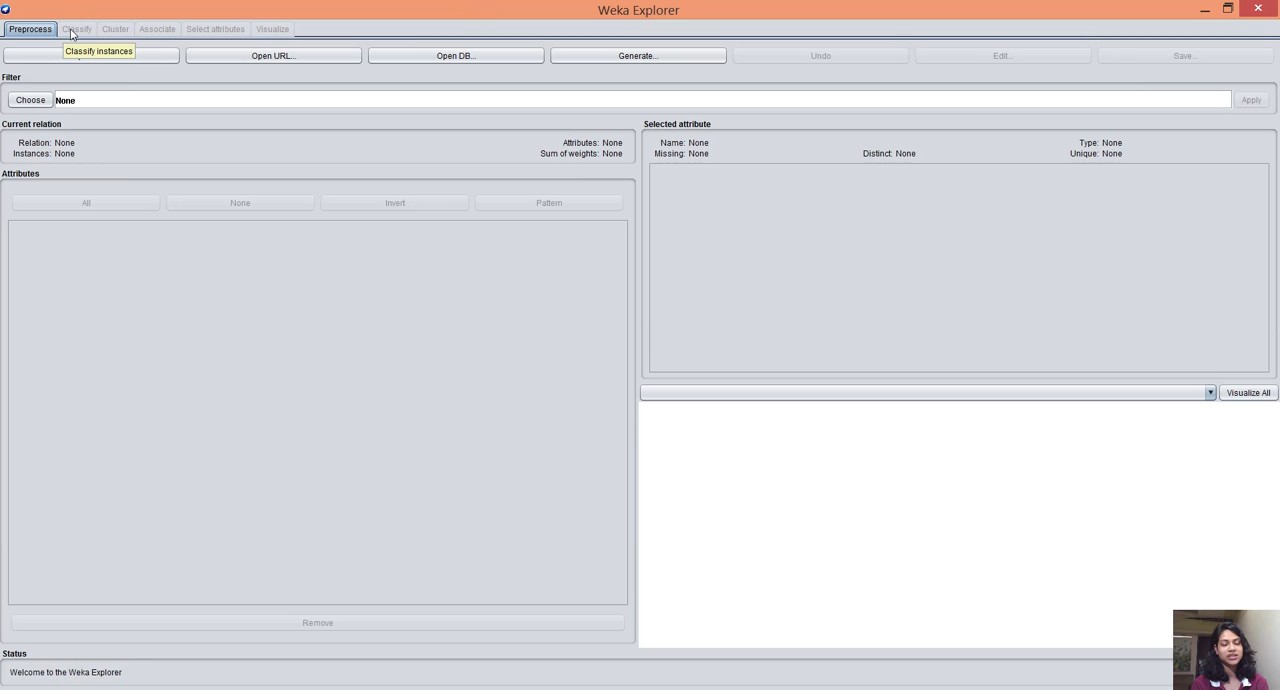 Weka Explorer
Preprocess Classify Cluster Associate Select attributes Visualize
Classify instances
Open URL... Open DB... Generate... Undo Edit... Save...
Filter
Choose None Apply
Current relation
Relation: None Attributes: None
Instances: None Sum of weights: None
Selected attribute
Name: None Type: None
Missing: None Distinct: None Unique: None
Attributes
All None Invert Pattern
Visualize All
Remove
Status
Welcome to the Weka Explorer